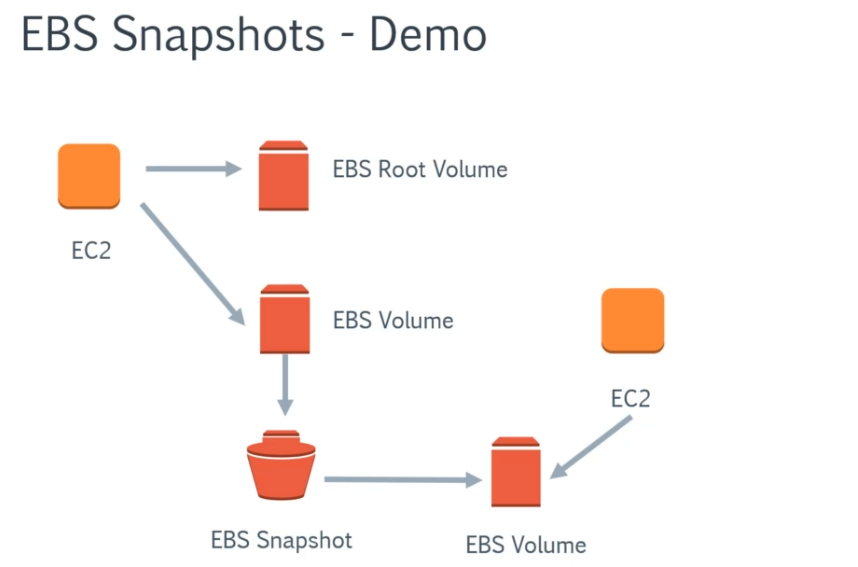 EBS Snapshots - Demo
EBS Root Volume
EC2
EBS Volume
EC2
EBS Snapshot
EBS Volume